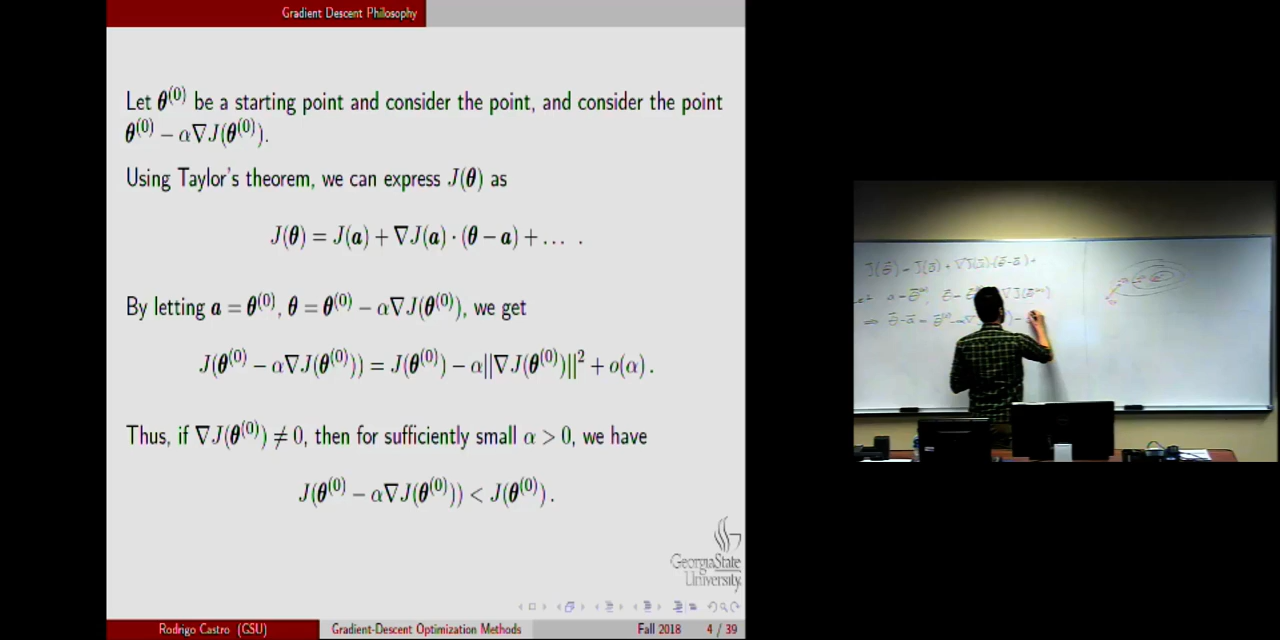 Gradient Descent Philosophy
Let θ⁽⁰⁾ be a starting point and consider the point, and consider the point
θ⁽⁰⁾ − α∇J(θ⁽⁰⁾).
Using Taylor's theorem, we can express J(θ) as
J(θ) = J(a) + ∇J(a) · (θ − a) + … .
By letting a = θ⁽⁰⁾, θ = θ⁽⁰⁾ − α∇J(θ⁽⁰⁾), we get
J(θ⁽⁰⁾ − α∇J(θ⁽⁰⁾)) = J(θ⁽⁰⁾) − α||∇J(θ⁽⁰⁾)||² + o(α).
Thus, if ∇J(θ⁽⁰⁾) ≠ 0, then for sufficiently small α > 0, we have
J(θ⁽⁰⁾ − α∇J(θ⁽⁰⁾)) < J(θ⁽⁰⁾).
GeorgiaState
University.
Rodrigo Castro (GSU) Gradient-Descent Optimization Methods Fall 2018 4 / 39